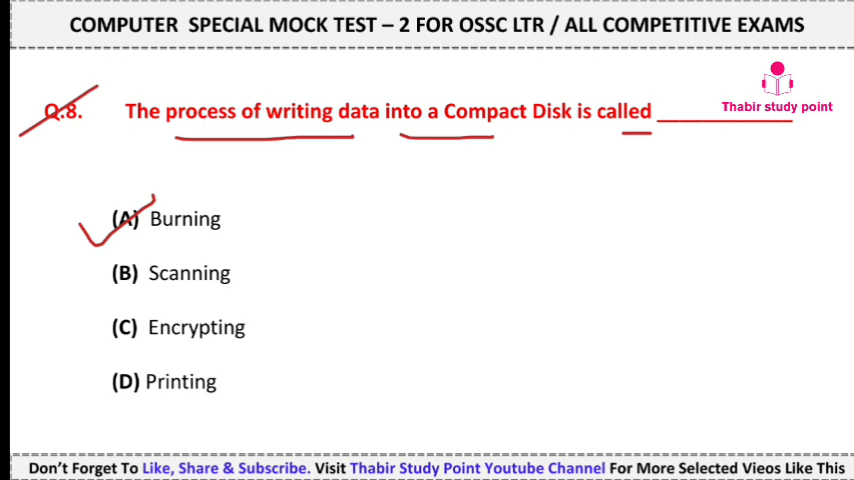 COMPUTER SPECIAL MOCK TEST – 2 FOR OSSC LTR / ALL COMPETITIVE EXAMS
Thabir study point
Q.8. The process of writing data into a Compact Disk is called ____________
(A) Burning
(B) Scanning
(C) Encrypting
(D) Printing
Don't Forget To Like, Share & Subscribe. Visit Thabir Study Point Youtube Channel For More Selected Vieos Like This